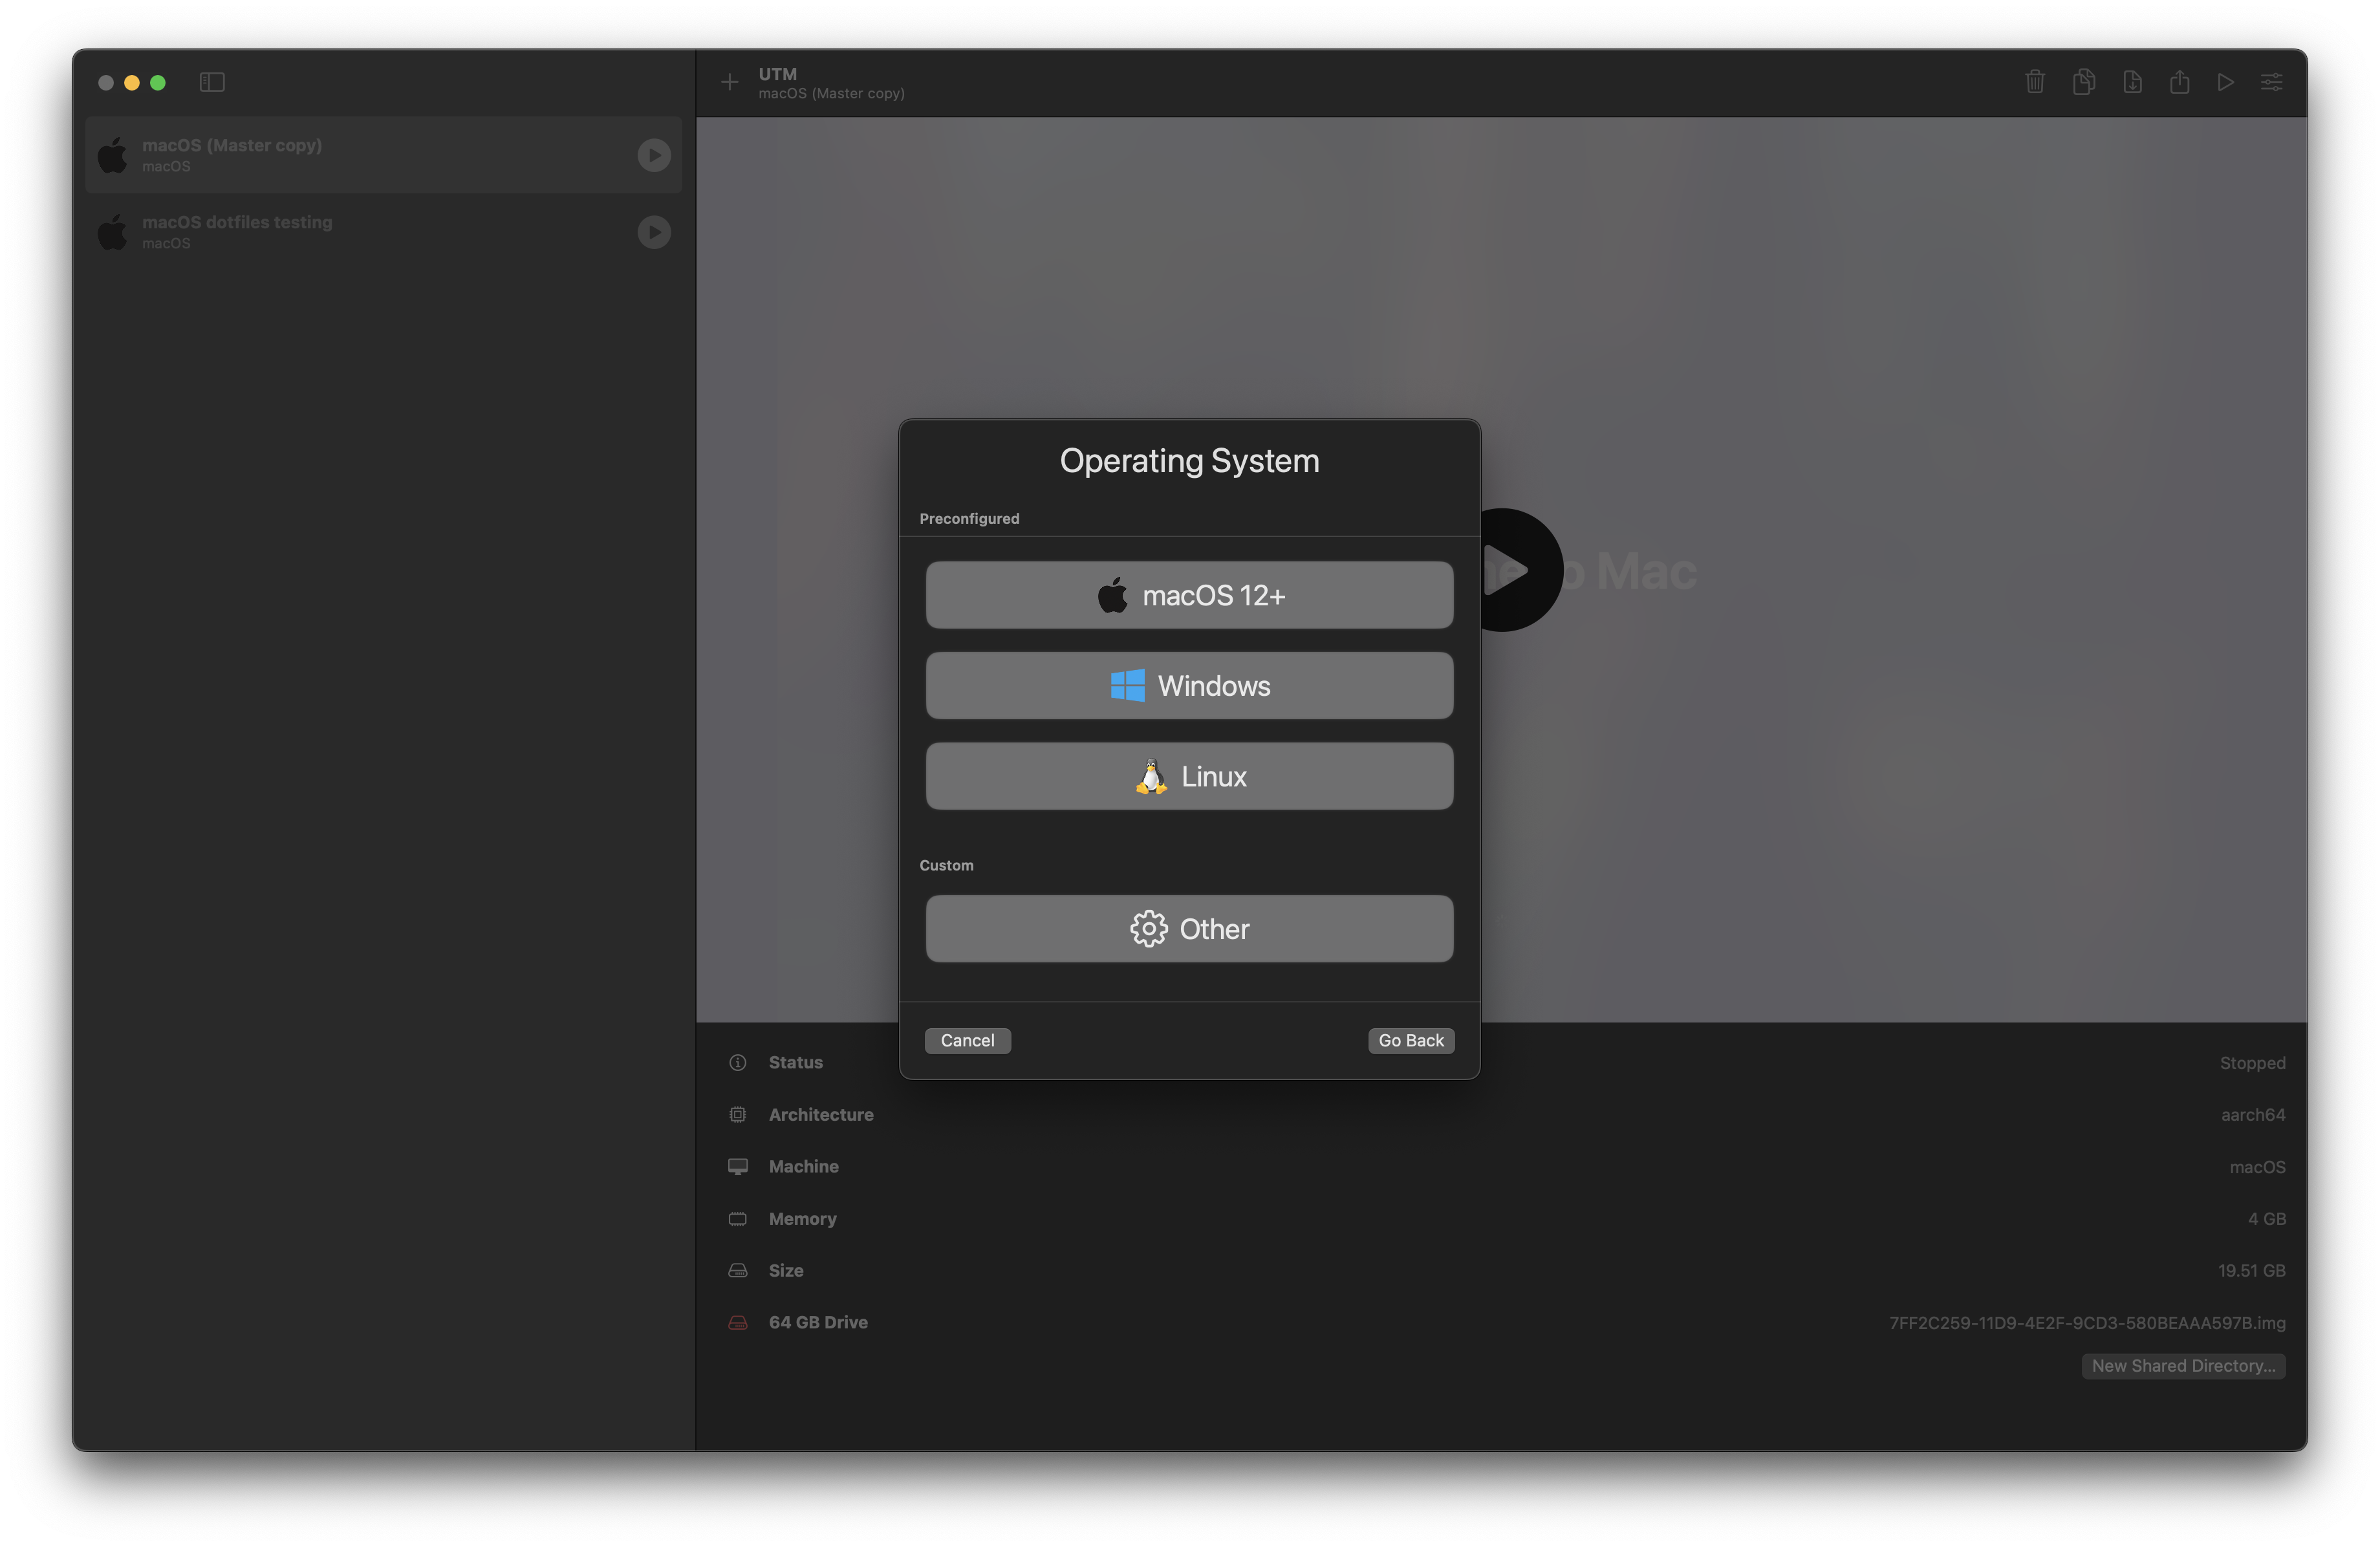 UTM
macOS (Master copy)
macOS (Master copy)
macOS
macOS dotfiles testing
macOS
Operating System
Preconfigured
macOS 12+
Windows
Linux
Custom
Other
Cancel
Go Back
Mac
Status
Stopped
Architecture
aarch64
Machine
macOS
Memory
4 GB
Size
19.51 GB
64 GB Drive
7FF2C259-11D9-4E2F-9CD3-580BEAAA597B.img
New Shared Directory...